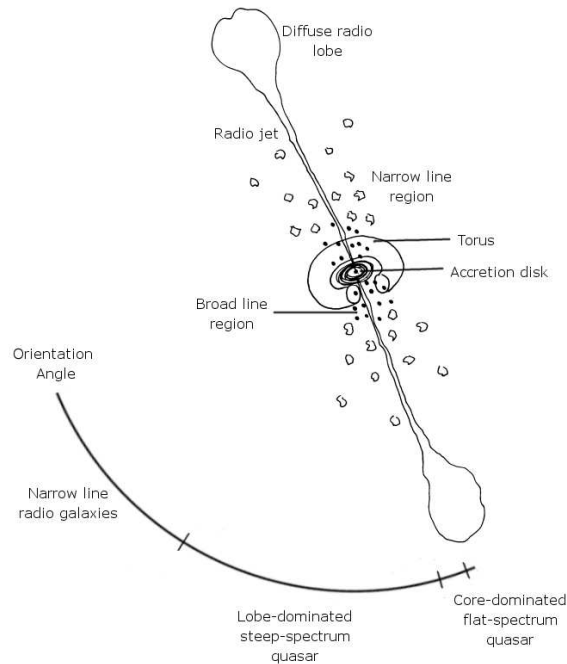 Diffuse radio
lobe
Radio jet
Narrow line
region
Torus
Accretion disk
Broad line
region
Orientation
Angle
Narrow line
radio galaxies
Lobe-dominated
steep-spectrum
quasar
Core-dominated
flat-spectrum
quasar